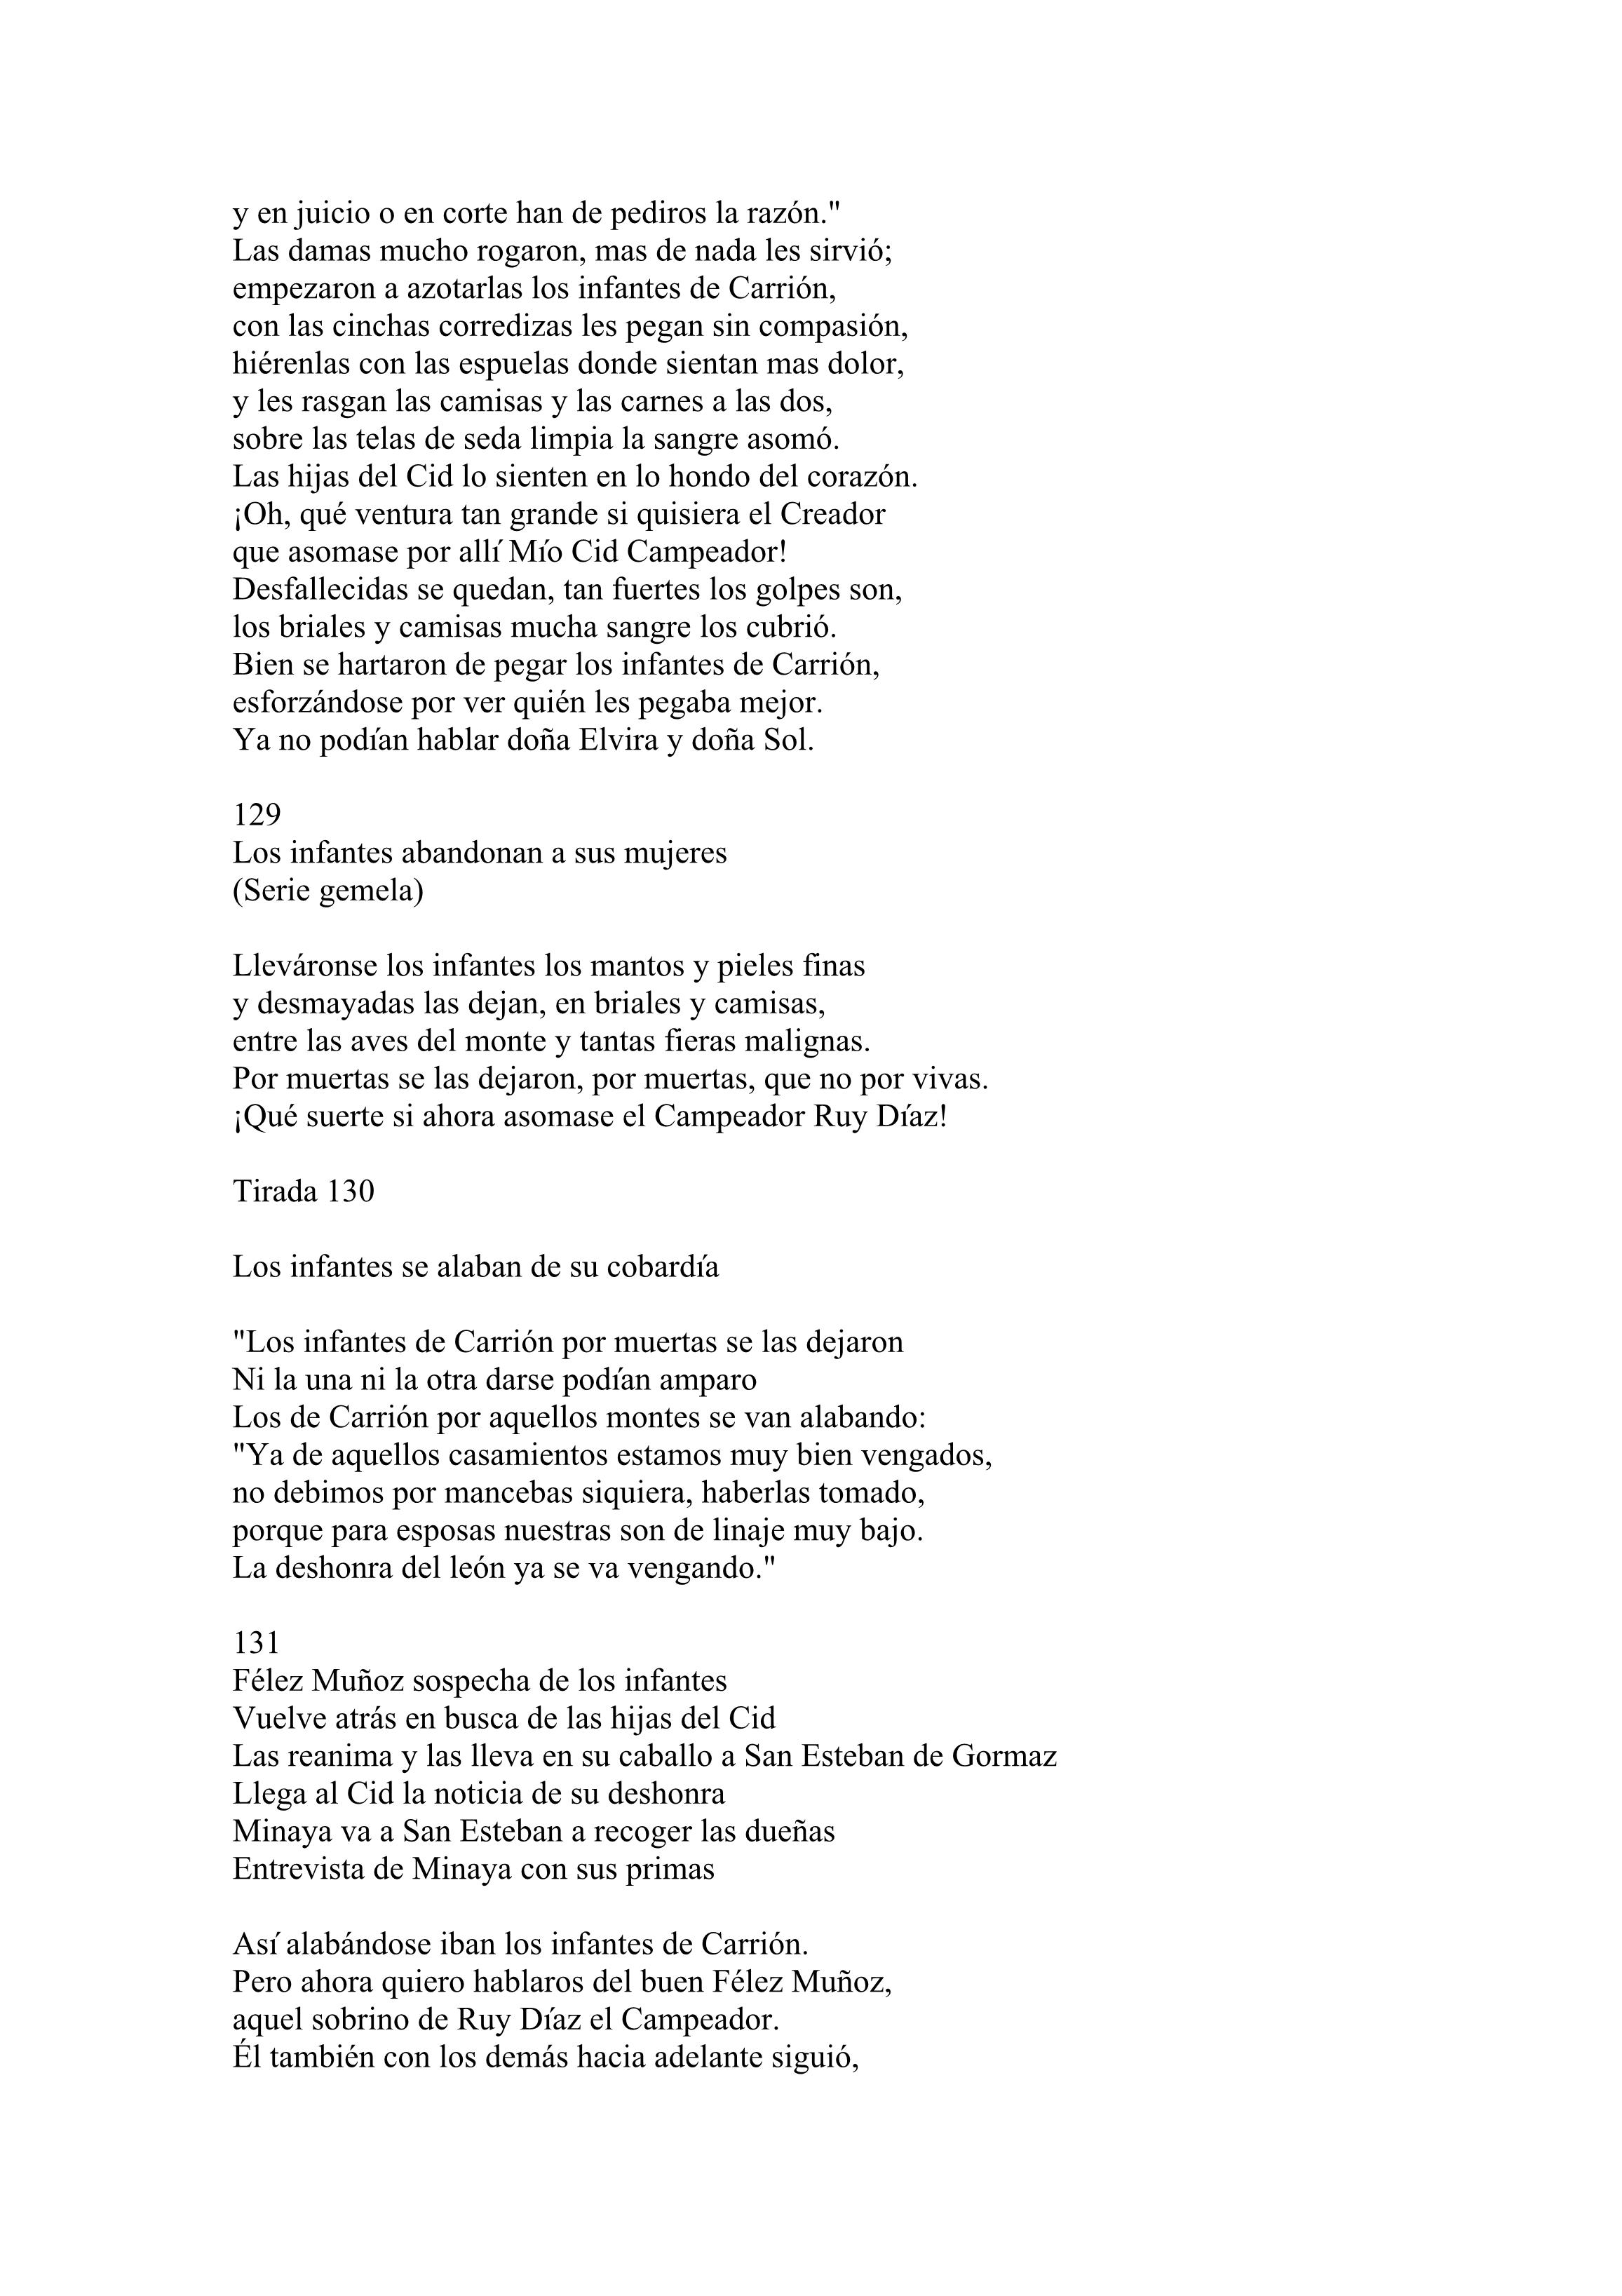 y en juicio o en corte han de pediros la razón."
Las damas mucho rogaron, mas de nada les sirvió;
empezaron a azotarlas los infantes de Carrión,
con las cinchas corredizas les pegan sin compasión,
hiérenlas con las espuelas donde sientan mas dolor,
y les rasgan las camisas y las carnes a las dos,
sobre las telas de seda limpia la sangre asomó.
Las hijas del Cid lo sienten en lo hondo del corazón.
¡Oh, qué ventura tan grande si quisiera el Creador
que asomase por allí Mío Cid Campeador!
Desfallecidas se quedan, tan fuertes los golpes son,
los briales y camisas mucha sangre los cubrió.
Bien se hartaron de pegar los infantes de Carrión,
esforzándose por ver quién les pegaba mejor.
Ya no podían hablar doña Elvira y doña Sol.

129
Los infantes abandonan a sus mujeres
(Serie gemela)

Lleváronse los infantes los mantos y pieles finas
y desmayadas las dejan, en briales y camisas,
entre las aves del monte y tantas fieras malignas.
Por muertas se las dejaron, por muertas, que no por vivas.
¡Qué suerte si ahora asomase el Campeador Ruy Díaz!

Tirada 130

Los infantes se alaban de su cobardía

"Los infantes de Carrión por muertas se las dejaron
Ni la una ni la otra darse podían amparo
Los de Carrión por aquellos montes se van alabando:
"Ya de aquellos casamientos estamos muy bien vengados,
no debimos por mancebas siquiera, haberlas tomado,
porque para esposas nuestras son de linaje muy bajo.
La deshonra del león ya se va vengando."

131
Félez Muñoz sospecha de los infantes
Vuelve atrás en busca de las hijas del Cid
Las reanima y las lleva en su caballo a San Esteban de Gormaz
Llega al Cid la noticia de su deshonra
Minaya va a San Esteban a recoger las dueñas
Entrevista de Minaya con sus primas

Así alabándose iban los infantes de Carrión.
Pero ahora quiero hablaros del buen Félez Muñoz,
aquel sobrino de Ruy Díaz el Campeador.
Él también con los demás hacia adelante siguió,